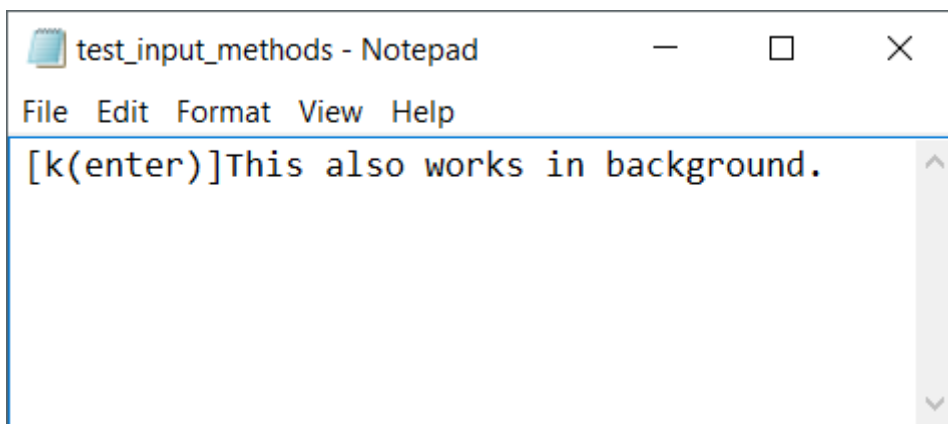 test_input_methods - Notepad
File Edit Format View Help
[k(enter)]This also works in background.